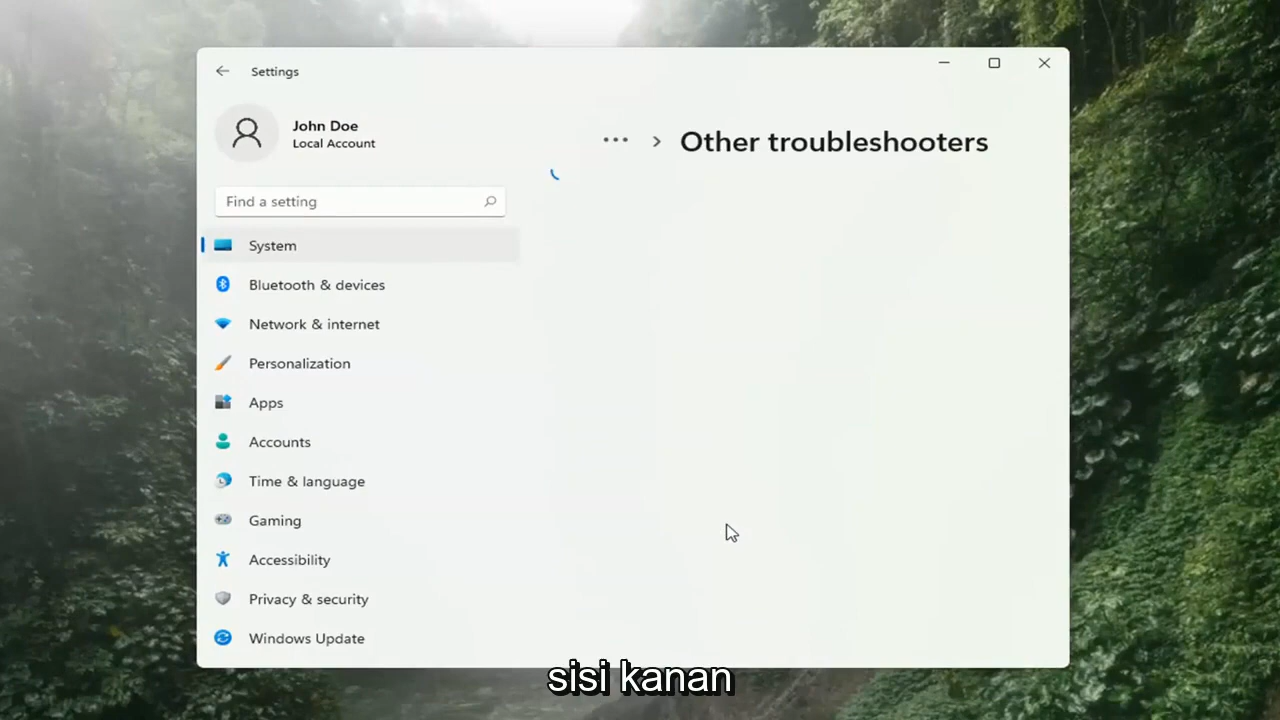 Settings
John Doe
Local Account
Find a setting
System
Bluetooth & devices
Network & internet
Personalization
Apps
Accounts
Time & language
Gaming
Accessibility
Privacy & security
Windows Update
••• > Other troubleshooters
sisi kanan